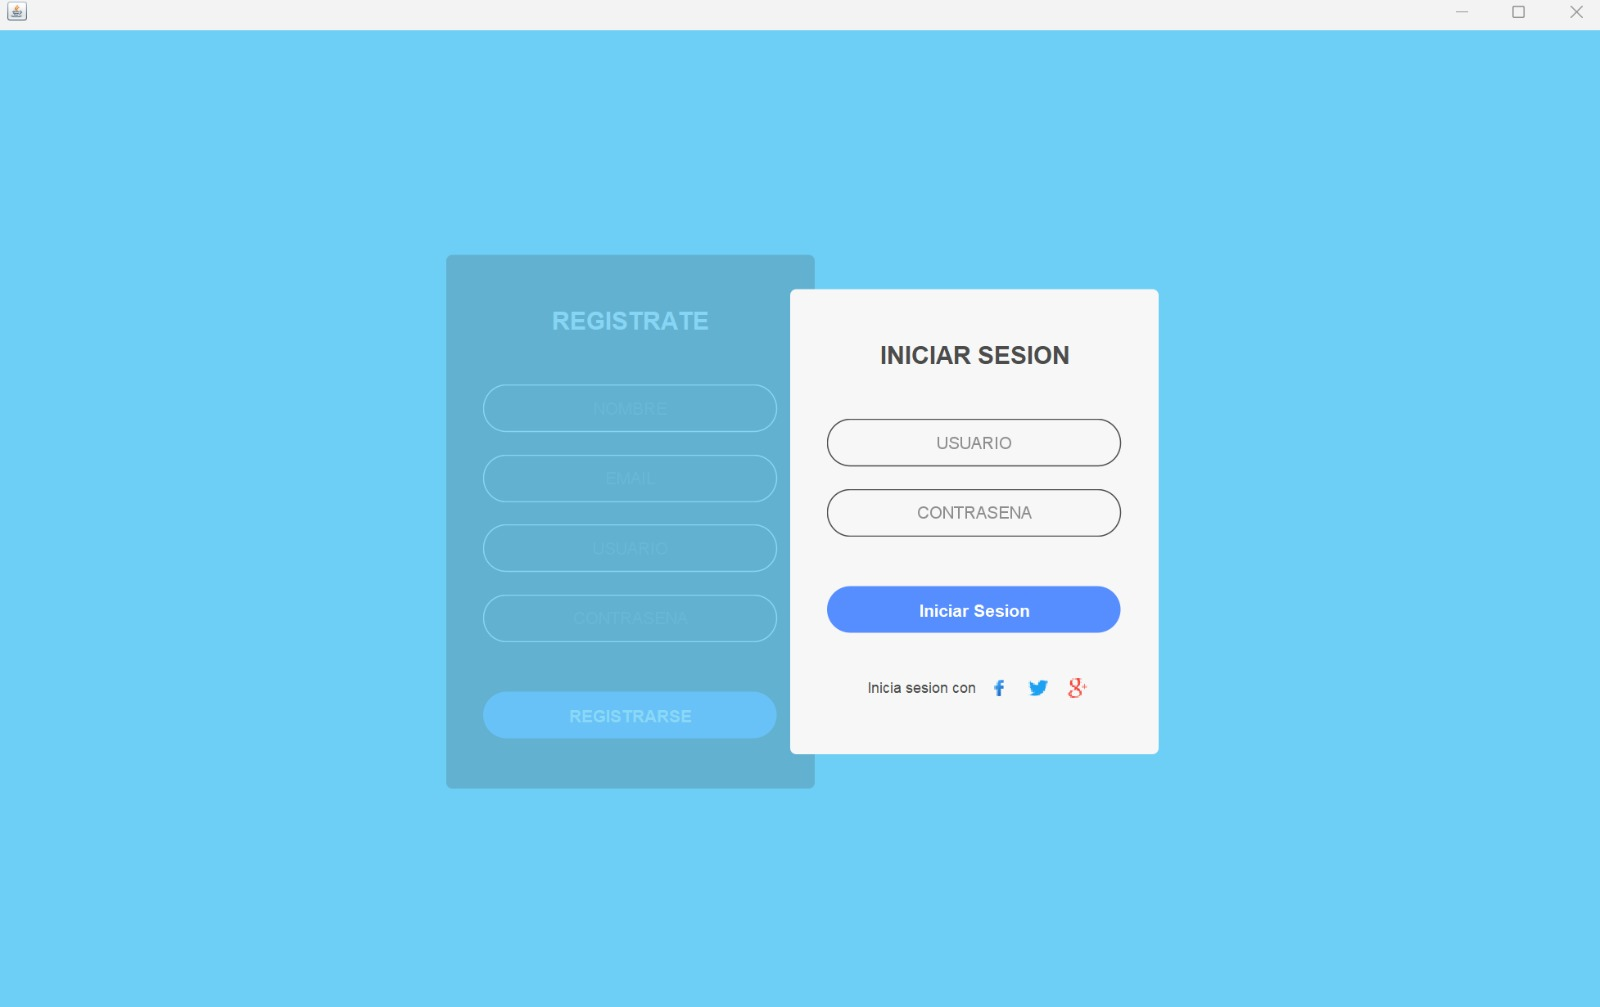 REGISTRATE
NOMBRE
EMAIL
USUARIO
CONTRASENA
REGISTRARSE
INICIAR SESION
USUARIO
CONTRASENA
Iniciar Sesion
Inicia sesion con